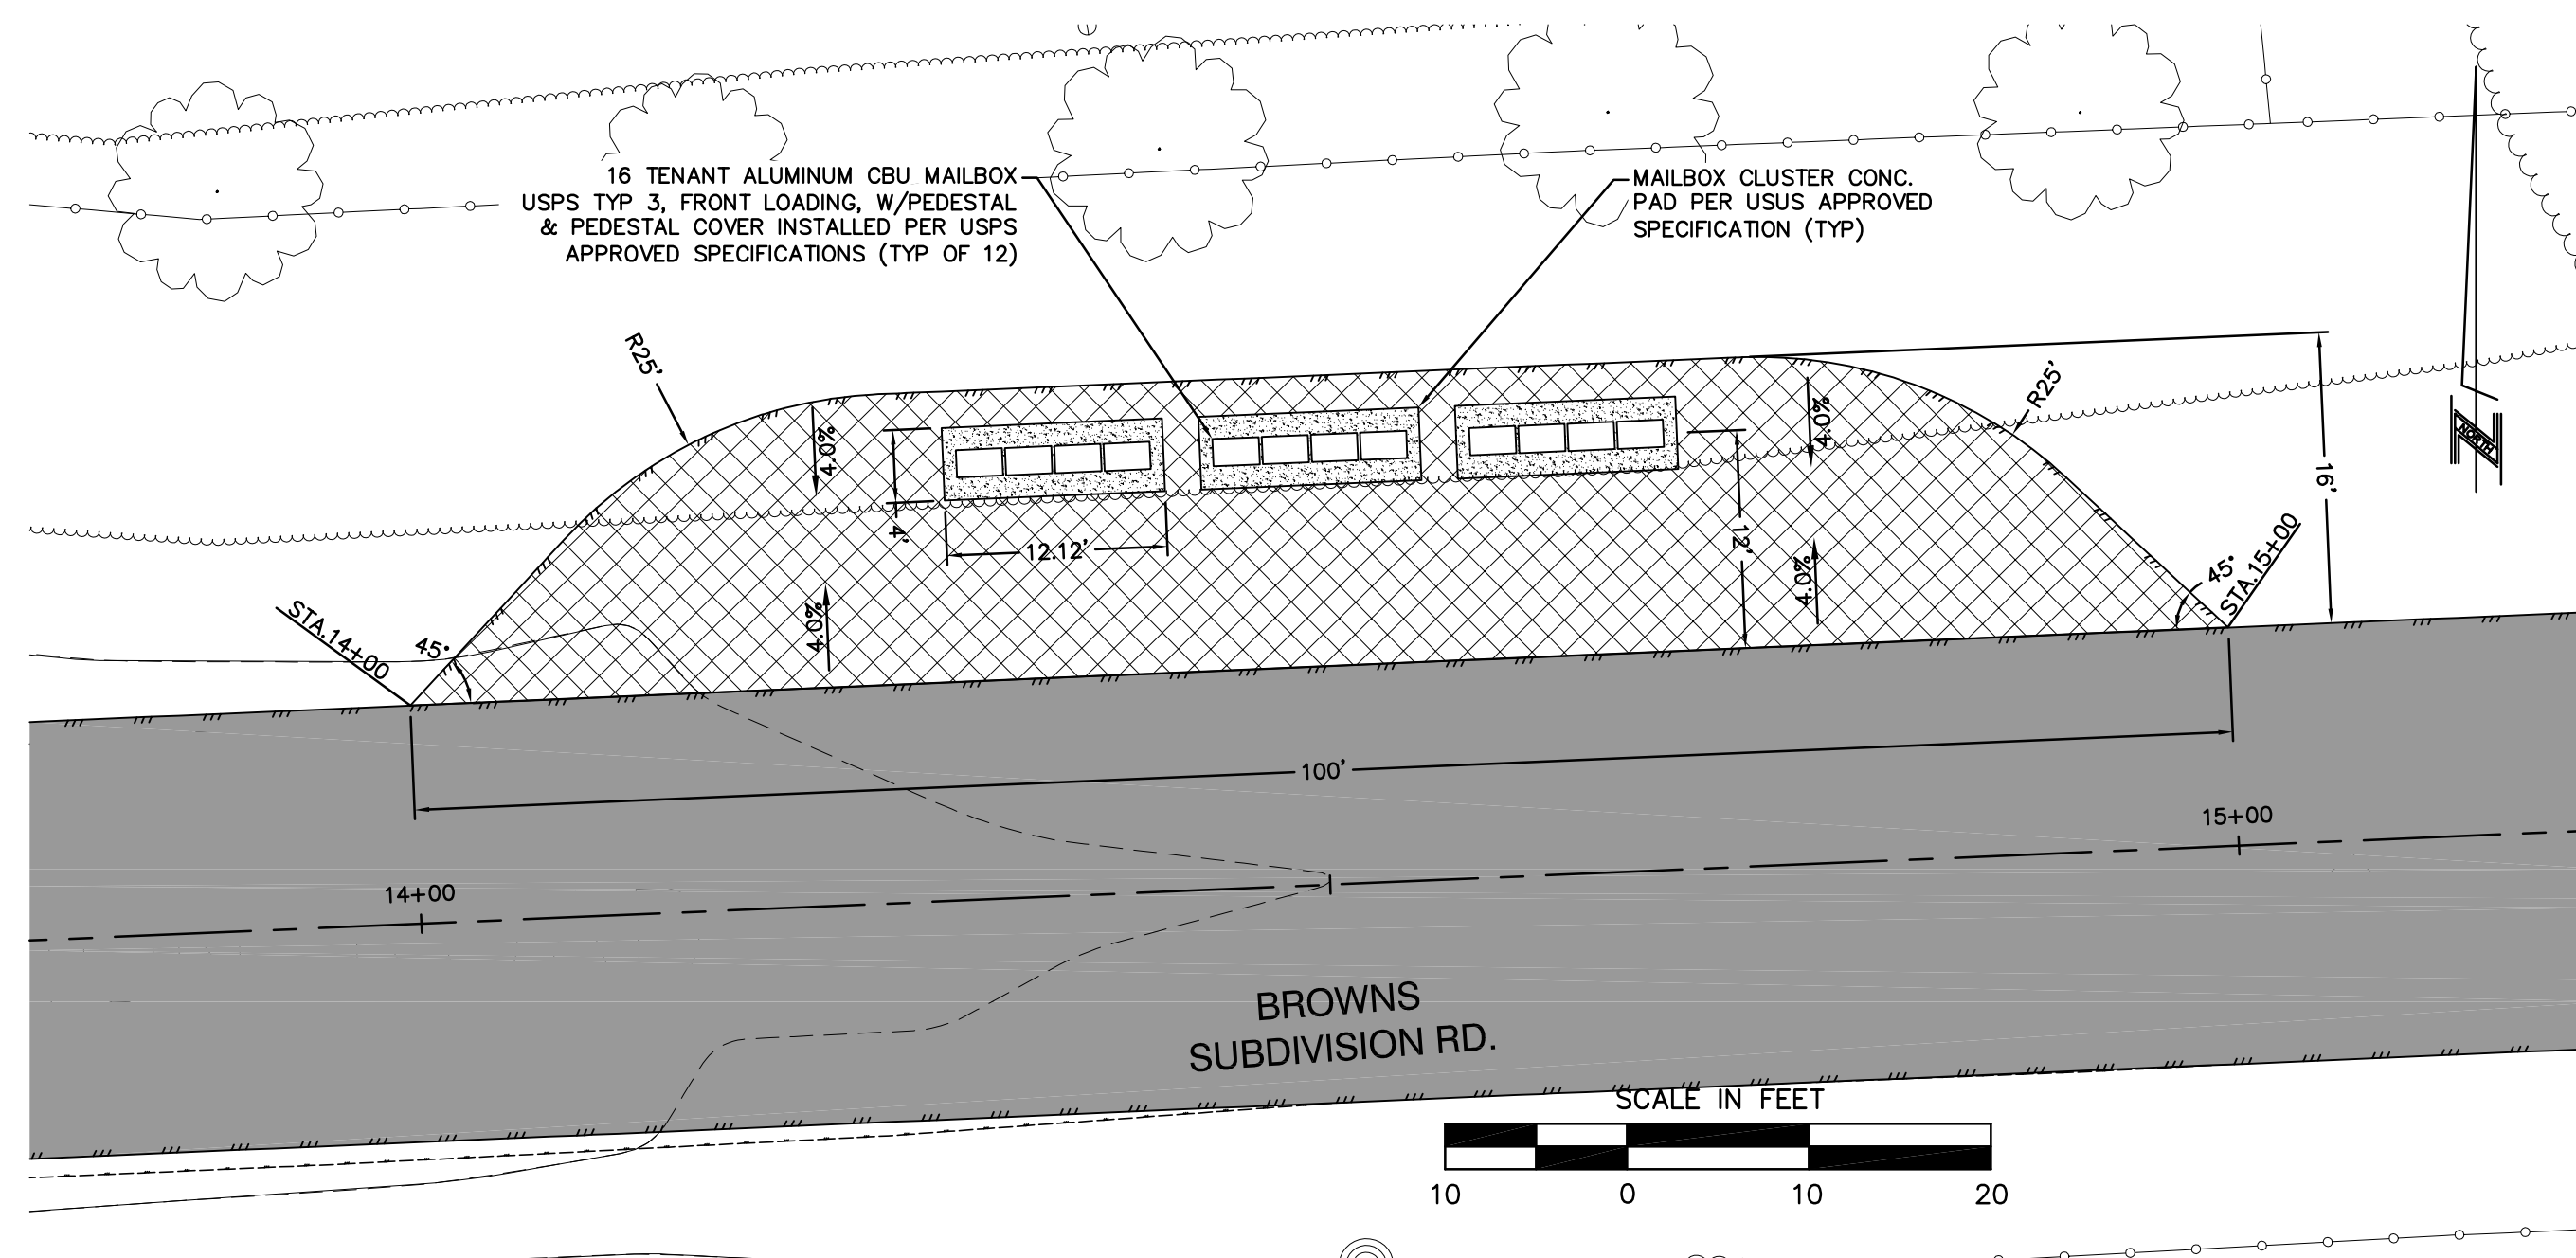 16 TENANT ALUMINUM CBU MAILBOX
USPS TYP 3, FRONT LOADING, W/PEDESTAL
& PEDESTAL COVER INSTALLED PER USPS
APPROVED SPECIFICATIONS (TYP OF 12)
MAILBOX CLUSTER CONC.
PAD PER USUS APPROVED
SPECIFICATION (TYP)
R25'
R25'
4.0%
4.0%
NORTH
16'
4'
12.12'
12'
4.0%
4.0%
STA.14+00
45°
45°
STA.15+00
100'
14+00
15+00
BROWNS
SUBDIVISION RD.
SCALE IN FEET
10 0 10 20